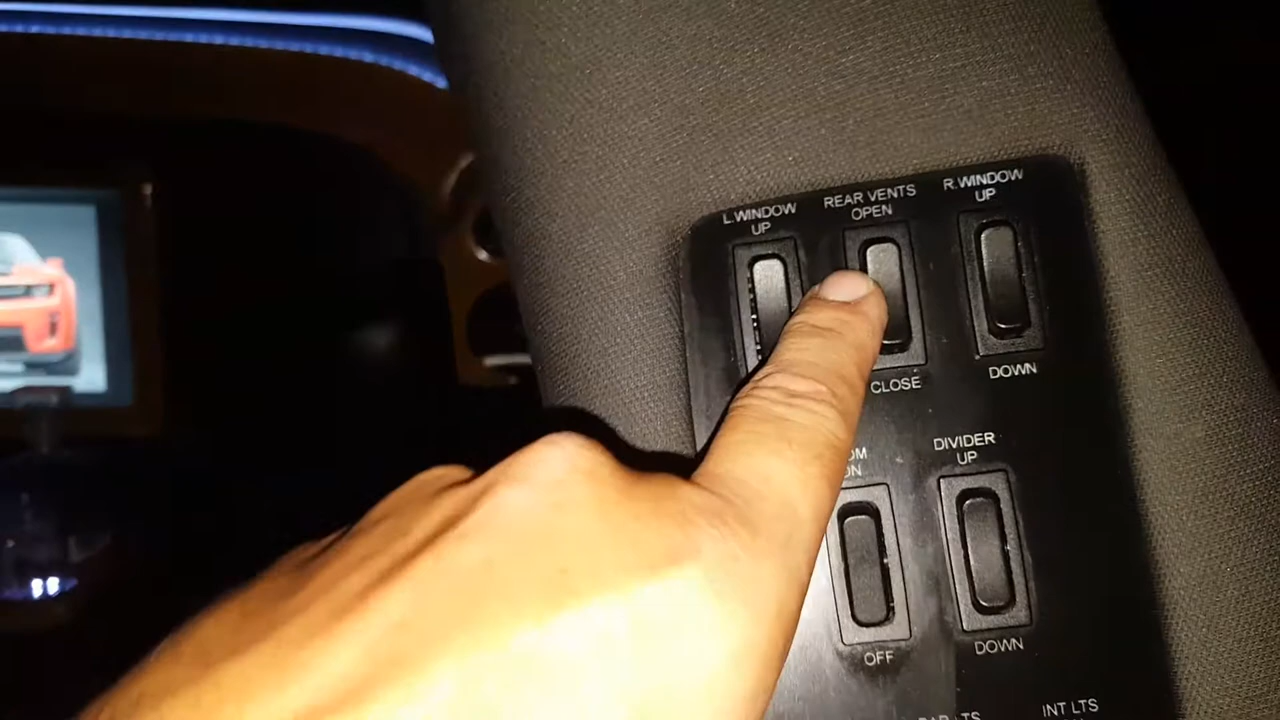 L.WINDOW
UP
REAR VENTS
OPEN
R.WINDOW
UP
CLOSE
DOWN
DIVIDER
UP
OFF
DOWN
INT LTS